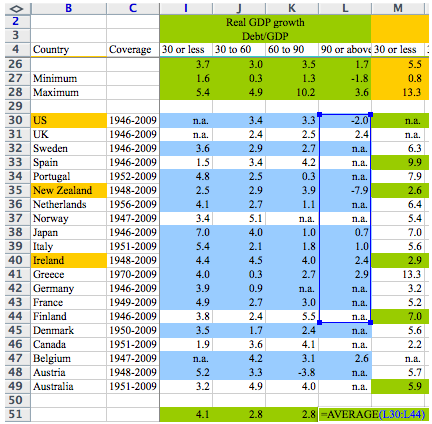 B C I J K L M
2 Real GDP growth
3 Debt/GDP
4 Country Coverage 30 or less 30 to 60 60 to 90 90 or above 30 or less
26 3.7 3.0 3.5 1.7 5.5
27 Minimum 1.6 0.3 1.3 -1.8 0.8
28 Maximum 5.4 4.9 10.2 3.6 13.3
29
30 US 1946-2009 n.a. 3.4 3.3 -2.0 n.a.
31 UK 1946-2009 n.a. 2.4 2.5 2.4 n.a.
32 Sweden 1946-2009 3.6 2.9 2.7 n.a. 6.3
33 Spain 1946-2009 1.5 3.4 4.2 n.a. 9.9
34 Portugal 1952-2009 4.8 2.5 0.3 n.a. 7.9
35 New Zealand 1948-2009 2.5 2.9 3.9 -7.9 2.6
36 Netherlands 1956-2009 4.1 2.7 1.1 n.a. 6.4
37 Norway 1947-2009 3.4 5.1 n.a. n.a. 5.4
38 Japan 1946-2009 7.0 4.0 1.0 0.7 7.0
39 Italy 1951-2009 5.4 2.1 1.8 1.0 5.6
40 Ireland 1948-2009 4.4 4.5 4.0 2.4 2.9
41 Greece 1970-2009 4.0 0.3 2.7 2.9 13.3
42 Germany 1946-2009 3.9 0.9 n.a. n.a. 3.2
43 France 1949-2009 4.9 2.7 3.0 n.a. 5.2
44 Finland 1946-2009 3.8 2.4 5.5 n.a. 7.0
45 Denmark 1950-2009 3.5 1.7 2.4 n.a. 5.6
46 Canada 1951-2009 1.9 3.6 4.1 n.a. 2.2
47 Belgium 1947-2009 n.a. 4.2 3.1 2.6 n.a.
48 Austria 1948-2009 5.2 3.3 -3.8 n.a. 5.7
49 Australia 1951-2009 3.2 4.9 4.0 n.a. 5.9
50
51 4.1 2.8 2.8 =AVERAGE(L30:L44)